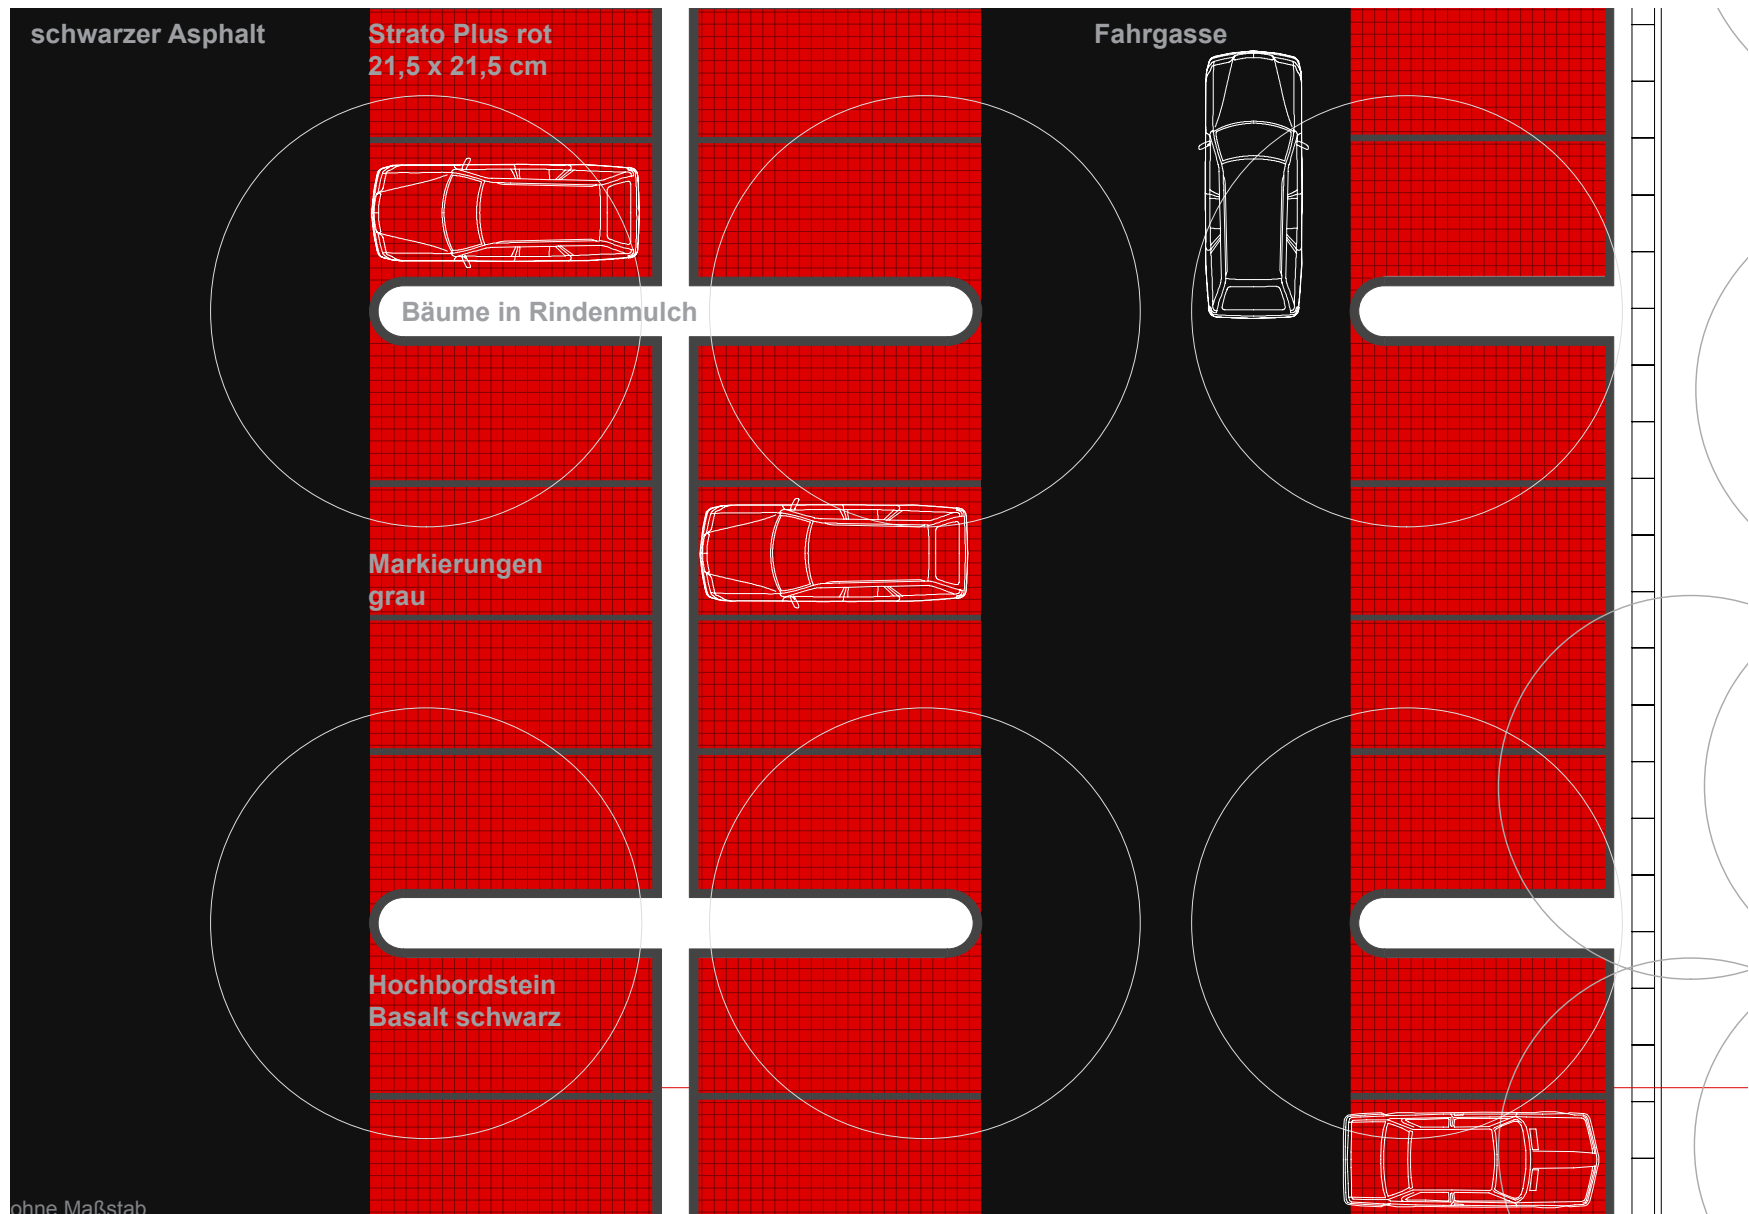 schwarzer Asphalt
Strato Plus rot
21,5 x 21,5 cm
Fahrgasse
Bäume in Rindenmulch
Markierungen
grau
Hochbordstein
Basalt schwarz
ohne Maßstab